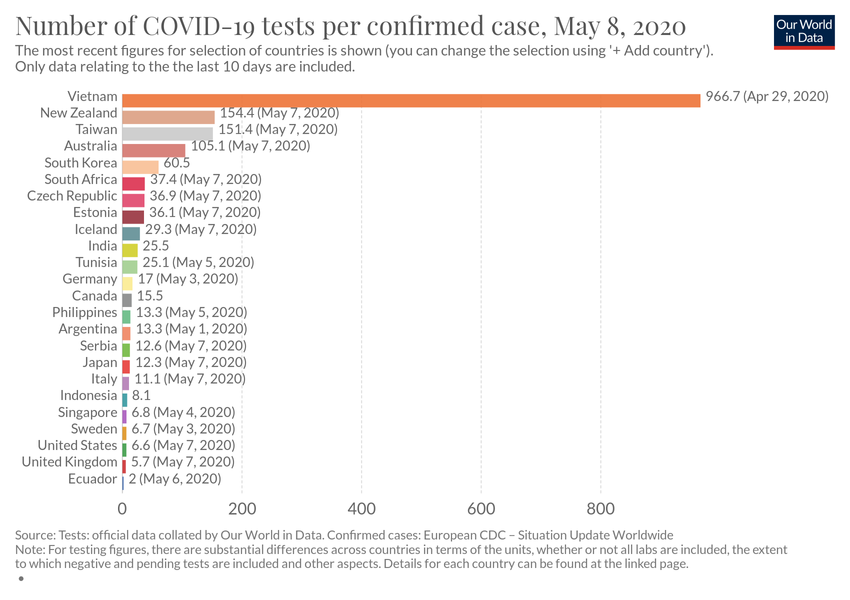 Number of COVID-19 tests per confirmed case, May 8, 2020
Our World
in Data
The most recent figures for selection of countries is shown (you can change the selection using '+ Add country').
Only data relating to the the last 10 days are included.
Vietnam 966.7 (Apr 29, 2020)
New Zealand 154.4 (May 7, 2020)
Taiwan 151.4 (May 7, 2020)
Australia 105.1 (May 7, 2020)
South Korea 60.5
South Africa 37.4 (May 7, 2020)
Czech Republic 36.9 (May 7, 2020)
Estonia 36.1 (May 7, 2020)
Iceland 29.3 (May 7, 2020)
India 25.5
Tunisia 25.1 (May 5, 2020)
Germany 17 (May 3, 2020)
Canada 15.5
Philippines 13.3 (May 5, 2020)
Argentina 13.3 (May 1, 2020)
Serbia 12.6 (May 7, 2020)
Japan 12.3 (May 7, 2020)
Italy 11.1 (May 7, 2020)
Indonesia 8.1
Singapore 6.8 (May 4, 2020)
Sweden 6.7 (May 3, 2020)
United States 6.6 (May 7, 2020)
United Kingdom 5.7 (May 7, 2020)
Ecuador 2 (May 6, 2020)
0 200 400 600 800
Source: Tests: official data collated by Our World in Data. Confirmed cases: European CDC – Situation Update Worldwide
Note: For testing figures, there are substantial differences across countries in terms of the units, whether or not all labs are included, the extent
to which negative and pending tests are included and other aspects. Details for each country can be found at the linked page.
•